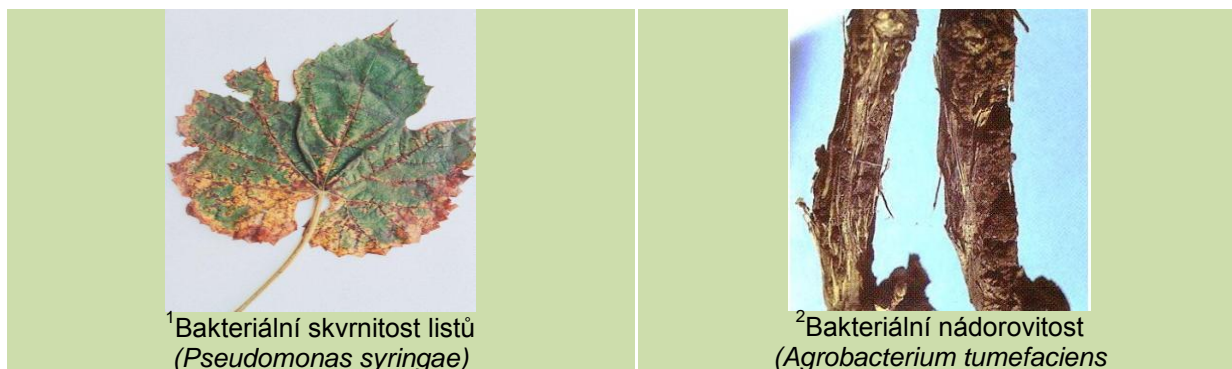 ¹Bakteriální skvrnitost listů
(Pseudomonas syringae)
²Bakteriální nádorovitost
(Agrobacterium tumefaciens